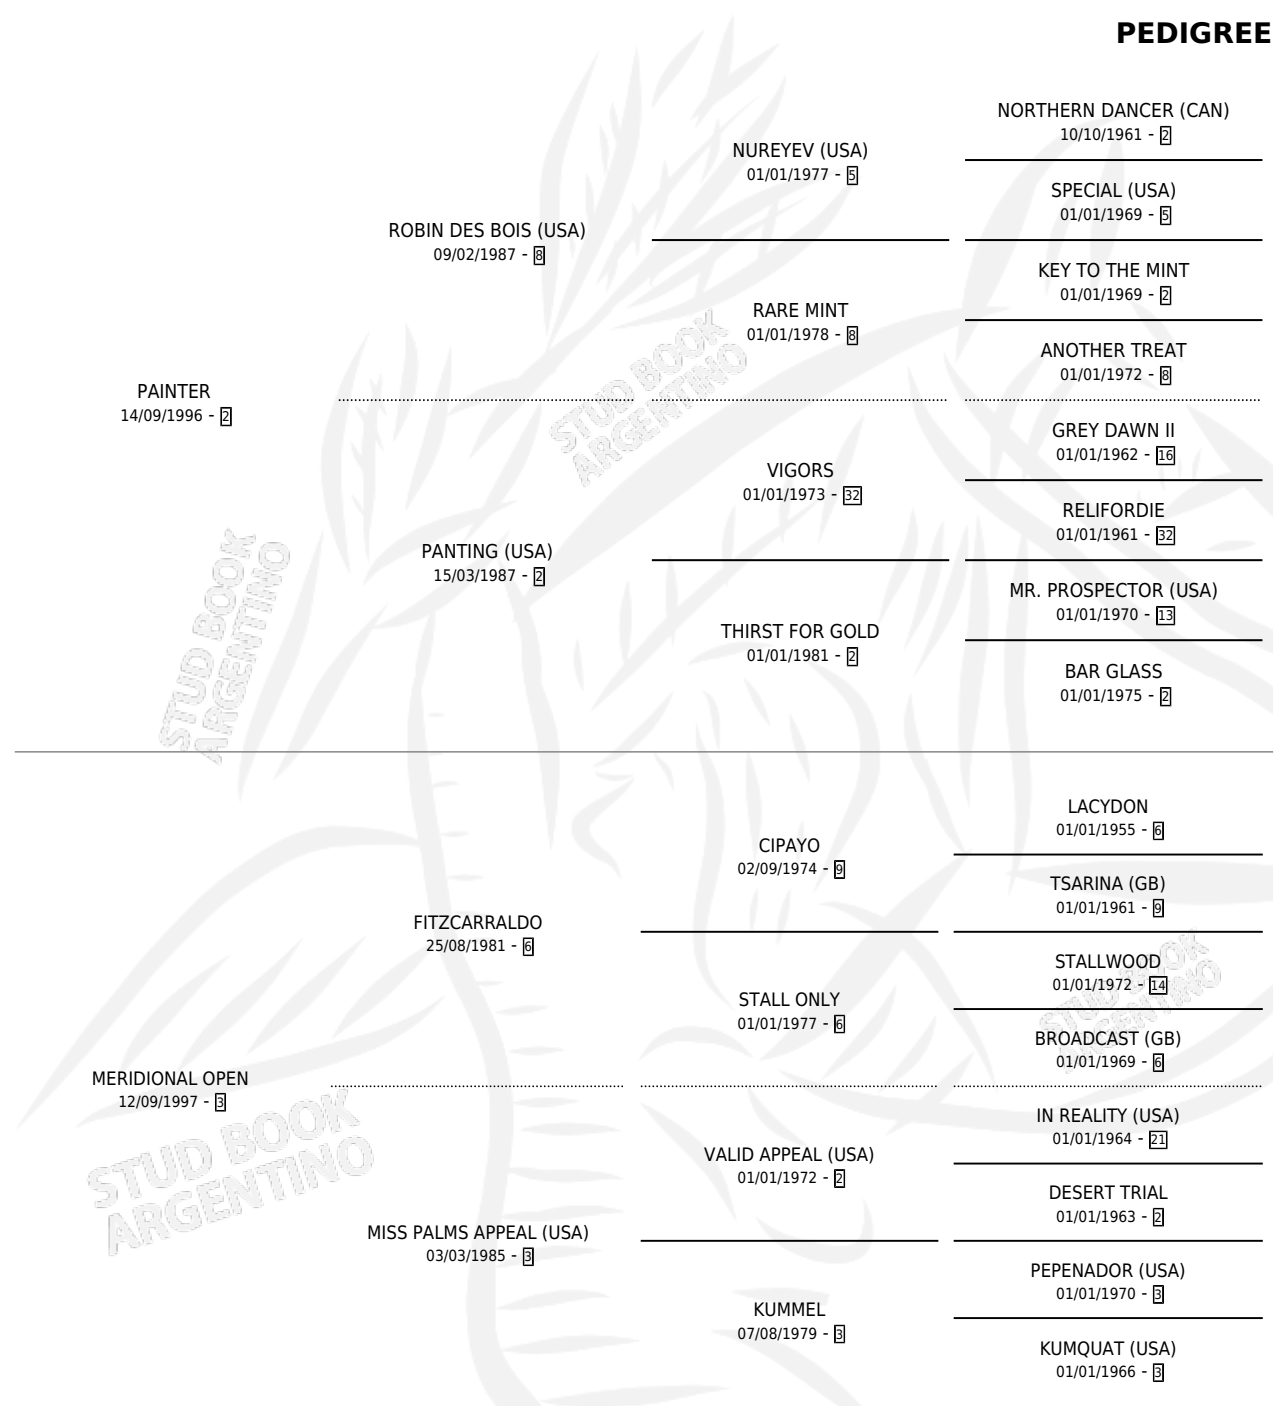 PEDIGREE
NORTHERN DANCER (CAN)
10/10/1961 - 2
NUREYEV (USA)
01/01/1977 - 5
SPECIAL (USA)
01/01/1969 - 5
ROBIN DES BOIS (USA)
09/02/1987 - 8
KEY TO THE MINT
01/01/1969 - 2
RARE MINT
01/01/1978 - 8
ANOTHER TREAT
01/01/1972 - 8
PAINTER
14/09/1996 - 2
GREY DAWN II
01/01/1962 - 16
VIGORS
01/01/1973 - 32
RELIFORDIE
01/01/1961 - 32
PANTING (USA)
15/03/1987 - 2
MR. PROSPECTOR (USA)
01/01/1970 - 13
THIRST FOR GOLD
01/01/1981 - 2
BAR GLASS
01/01/1975 - 2
LACYDON
01/01/1955 - 6
CIPAYO
02/09/1974 - 9
TSARINA (GB)
01/01/1961 - 9
FITZCARRALDO
25/08/1981 - 6
STALLWOOD
01/01/1972 - 14
STALL ONLY
01/01/1977 - 6
BROADCAST (GB)
01/01/1969 - 6
MERIDIONAL OPEN
12/09/1997 - 3
IN REALITY (USA)
01/01/1964 - 21
VALID APPEAL (USA)
01/01/1972 - 2
DESERT TRIAL
01/01/1963 - 2
MISS PALMS APPEAL (USA)
03/03/1985 - 3
PEPENADOR (USA)
01/01/1970 - 3
KUMMEL
07/08/1979 - 3
KUMQUAT (USA)
01/01/1966 - 3
STUD BOOK
ARGENTINO
STUD BOOK
ARGENTINO
STUD BOOK
ARGENTINO
STUD BOOK
ARGENTINO